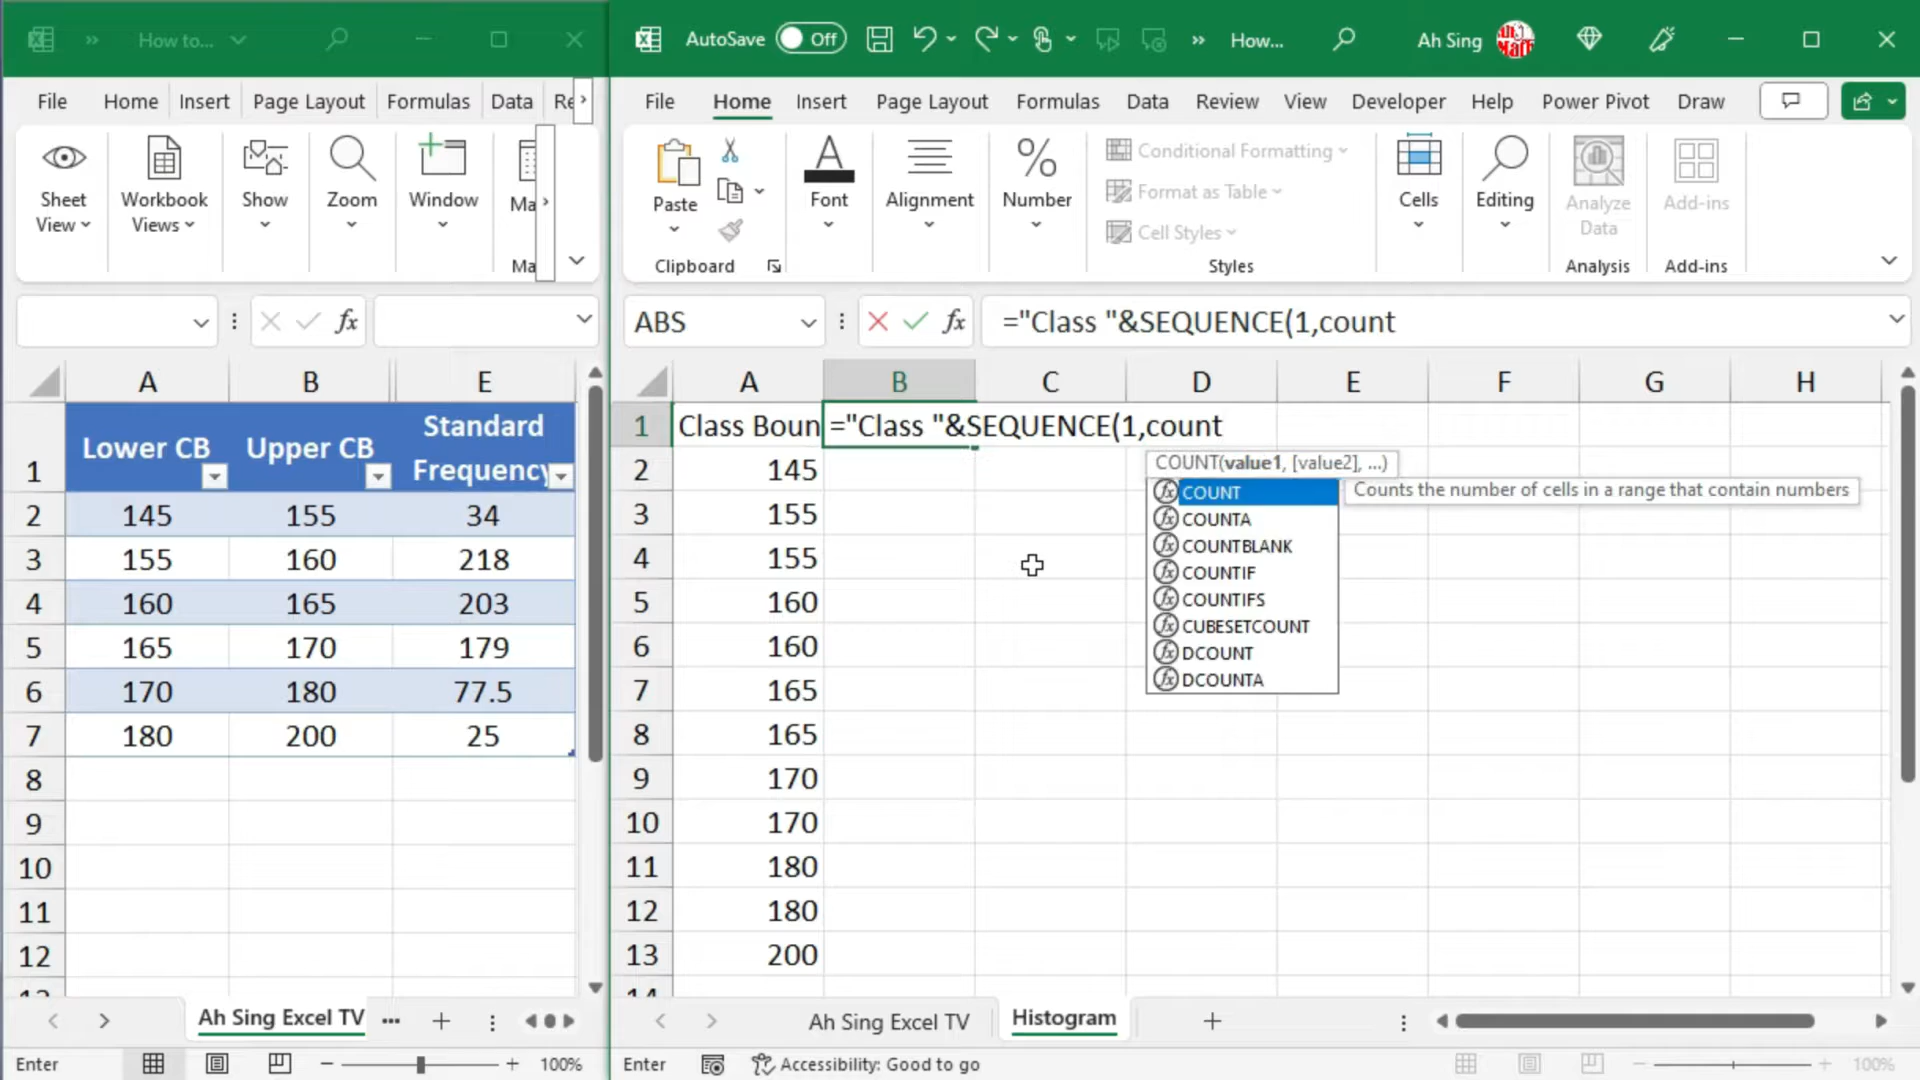 How to...
AutoSave Off How... Ah Sing
File Home Insert Page Layout Formulas Data
File Home Insert Page Layout Formulas Data Review View Developer Help Power Pivot Draw
Sheet View
Workbook Views
Show
Zoom
Window
Paste
Clipboard
Font
Alignment
Number
Conditional Formatting
Format as Table
Cell Styles
Styles
Cells
Editing
Analyze Data
Analysis
Add-ins
Add-ins
fx
ABS fx ="Class "&SEQUENCE(1,count
A B E
1 Lower CB Upper CB Standard Frequency
2 145 155 34
3 155 160 218
4 160 165 203
5 165 170 179
6 170 180 77.5
7 180 200 25
8
9
10
11
12
A B C D E F G H
1 Class Boun ="Class "&SEQUENCE(1,count
2 145
3 155
4 155
5 160
6 160
7 165
8 165
9 170
10 170
11 180
12 180
13 200
COUNT(value1, [value2], ...)
COUNT Counts the number of cells in a range that contain numbers
COUNTA
COUNTBLANK
COUNTIF
COUNTIFS
CUBESETCOUNT
DCOUNT
DCOUNTA
Ah Sing Excel TV ...
Ah Sing Excel TV Histogram
Enter 100%
Enter Accessibility: Good to go 100%